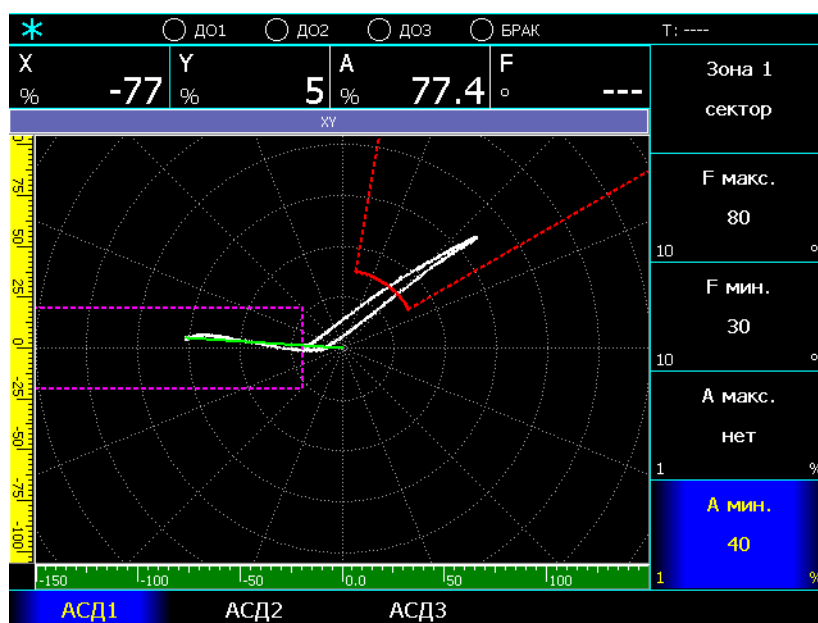 ДО1 ДО2 ДО3 БРАК T: ----
X % -77 Y % 5 A % 77.4 F ° ---
XY
Зона 1
сектор
F макс.
80
10 °
F мин.
30
10 °
А макс.
нет
1 %
А мин.
40
1 %
75
50
25
0
-25
-50
-75
-100
-150 -100 -50 0.0 50 100
АСД1 АСД2 АСД3